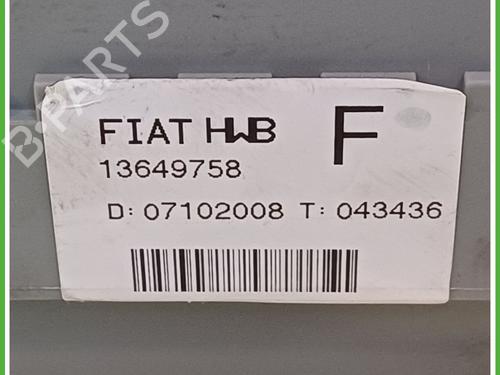 B-PARTS
FIAT HWB F
13649758
D: 07102008 T: 043436